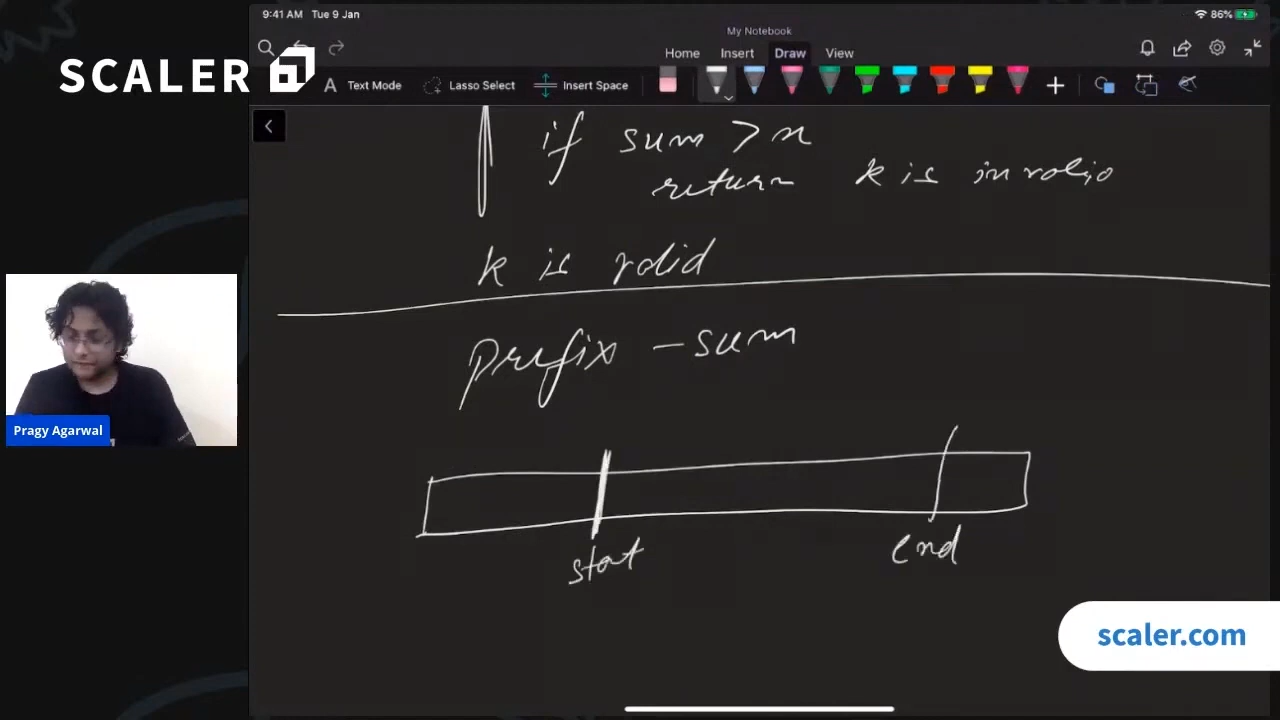 9:41 AM Tue 9 Jan
86%
My Notebook
Home Insert Draw View
SCALER
Text Mode Lasso Select Insert Space
if sum > x
return k is invalid
k is valid
prefix - sum
Pragy Agarwal
start end
scaler.com